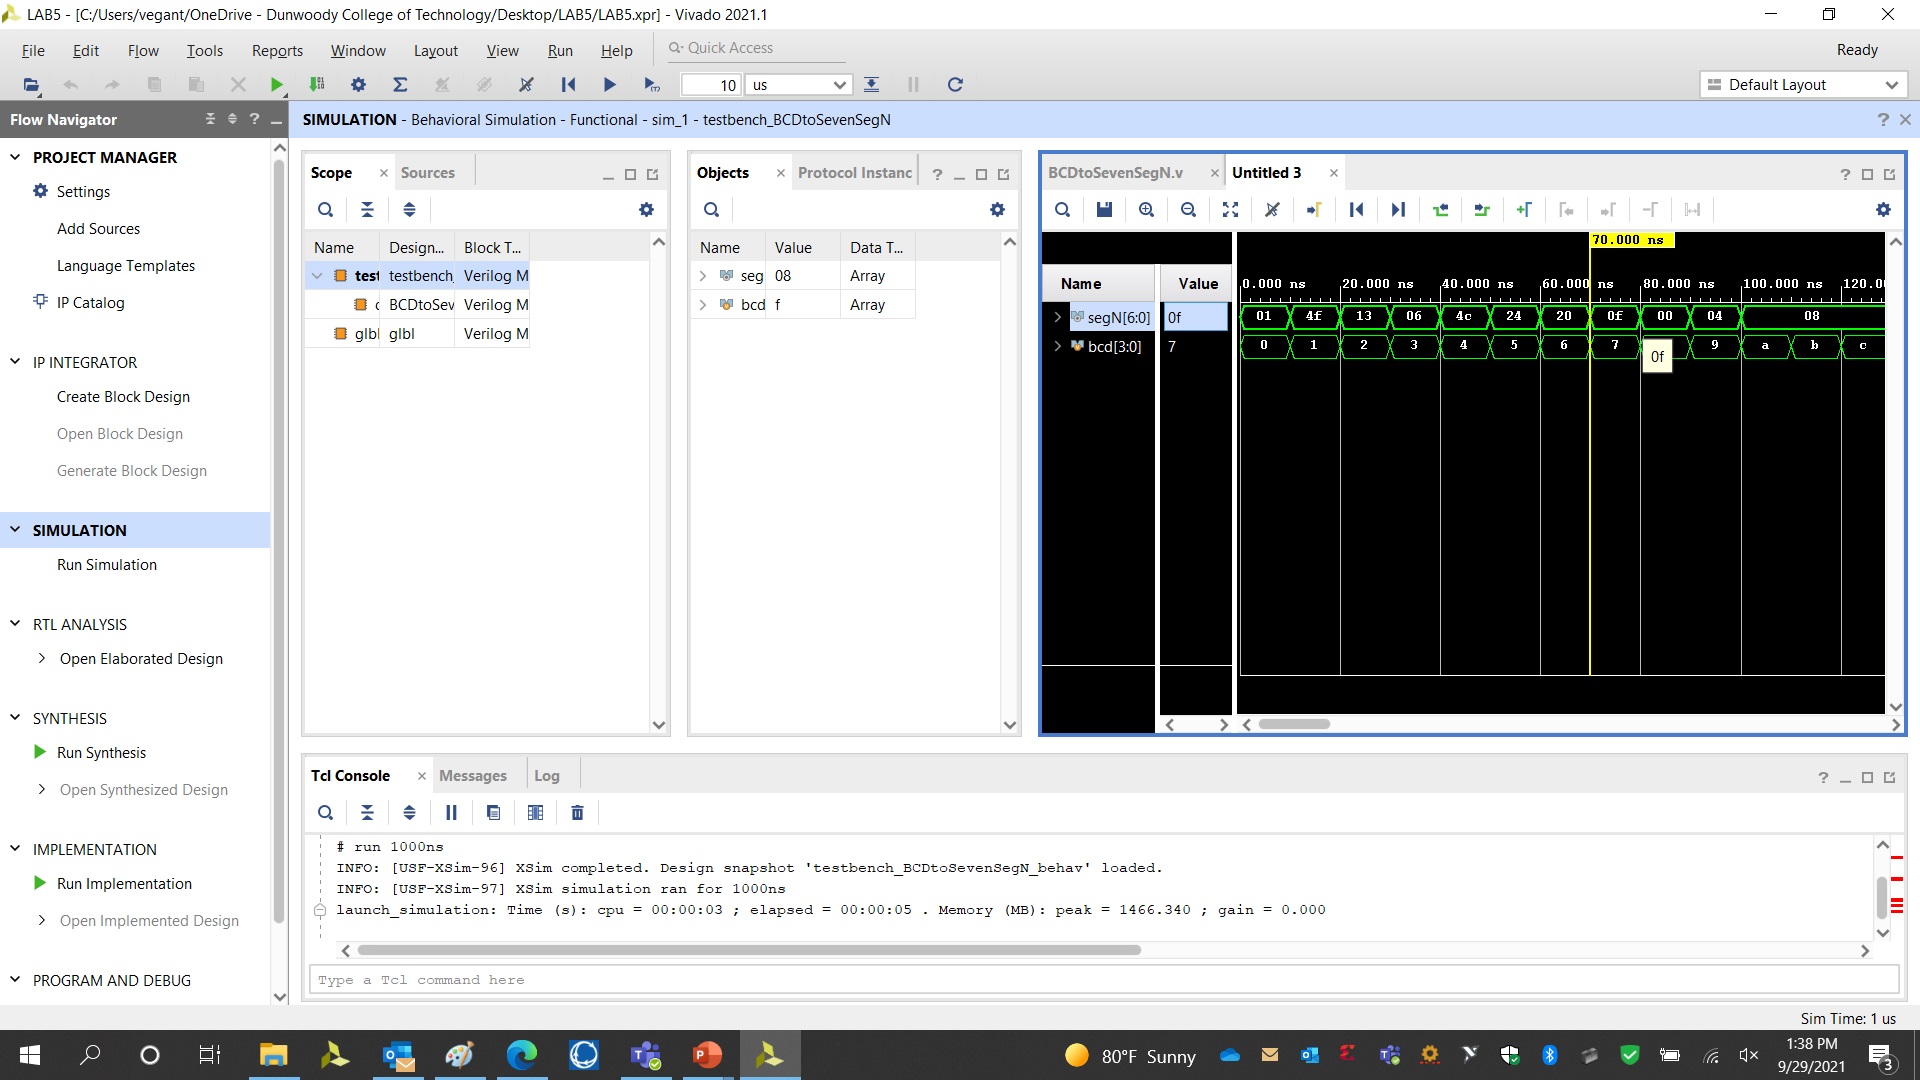 LAB5 - [C:/Users/vegant/OneDrive - Dunwoody College of Technology/Desktop/LAB5/LAB5.xpr] - Vivado 2021.1
File Edit Flow Tools Reports Window Layout View Run Help Quick Access Ready
10 us Default Layout
Flow Navigator ?
SIMULATION - Behavioral Simulation - Functional - sim_1 - testbench_BCDtoSevenSegN ?
PROJECT MANAGER
Settings
Add Sources
Language Templates
IP Catalog
IP INTEGRATOR
Create Block Design
Open Block Design
Generate Block Design
SIMULATION
Run Simulation
RTL ANALYSIS
Open Elaborated Design
SYNTHESIS
Run Synthesis
Open Synthesized Design
IMPLEMENTATION
Run Implementation
Open Implemented Design
PROGRAM AND DEBUG
Scope Sources
Name Design... Block T...
test testbench_ Verilog M
c BCDtoSev Verilog M
glbl glbl Verilog M
Objects Protocol Instanc ?
Name Value Data T...
seg 08 Array
bcd f Array
BCDtoSevenSegN.v Untitled 3 ?
70.000 ns
Name Value 0.000 ns 20.000 ns 40.000 ns 60.000 ns 80.000 ns 100.000 ns 120.0
segN[6:0] 0f 01 4f 13 06 4c 24 20 0f 00 04 08
bcd[3:0] 7 0 1 2 3 4 5 6 7 9 a b c
0f
Tcl Console Messages Log ?
# run 1000ns
INFO: [USF-XSim-96] XSim completed. Design snapshot 'testbench_BCDtoSevenSegN_behav' loaded.
INFO: [USF-XSim-97] XSim simulation ran for 1000ns
launch_simulation: Time (s): cpu = 00:00:03 ; elapsed = 00:00:05 . Memory (MB): peak = 1466.340 ; gain = 0.000
Type a Tcl command here
Sim Time: 1 us
80°F Sunny
1:38 PM
9/29/2021
3